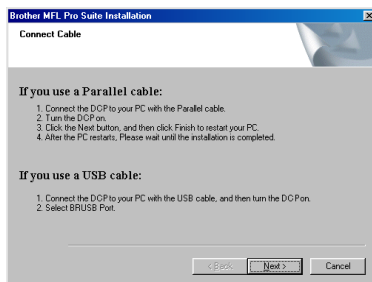 Brother MFL Pro Suite Installation
Connect Cable
If you use a Parallel cable:
1. Connect the DCP to your PC with the Parallel cable.
2. Turn the DCP on.
3. Click the Next button, and then click Finish to restart your PC.
4. After the PC restarts, Please wait until the installation is completed.
If you use a USB cable:
1. Connect the DCP to your PC with the USB cable, and then turn the DCP on.
2. Select BRUSB Port.
< Back Next > Cancel